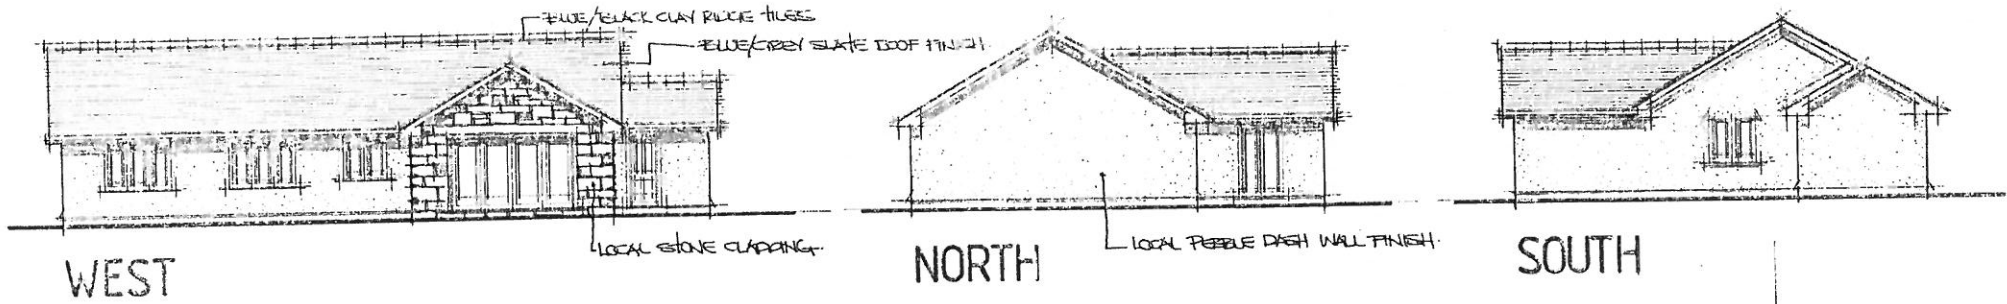 BLUE/BLACK CLAY RIDGE TILES
BLUE/GREY SLATE ROOF FINISH
LOCAL STONE CLADDING.
WEST
LOCAL PEBBLE DASH WALL FINISH.
NORTH
SOUTH